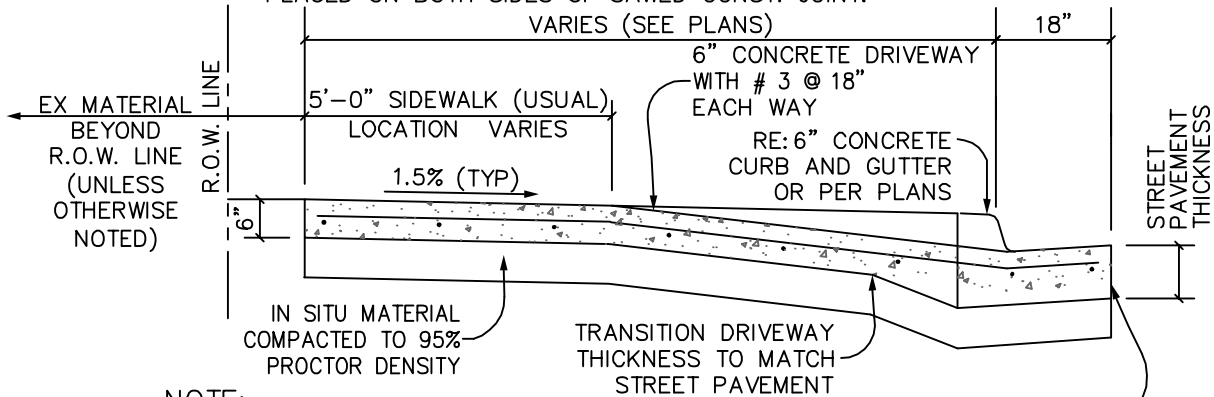 PLACED ON BOTH SIDES OF SAWED CONST. JOINT.
VARIES (SEE PLANS)
18"
6" CONCRETE DRIVEWAY
WITH # 3 @ 18"
EACH WAY
EX MATERIAL
BEYOND
R.O.W. LINE
(UNLESS
OTHERWISE
NOTED)
R.O.W. LINE
5'-0" SIDEWALK (USUAL)
LOCATION VARIES
RE: 6" CONCRETE
CURB AND GUTTER
OR PER PLANS
1.5% (TYP)
6"
STREET
PAVEMENT
THICKNESS
IN SITU MATERIAL
COMPACTED TO 95%
PROCTOR DENSITY
TRANSITION DRIVEWAY
THICKNESS TO MATCH
STREET PAVEMENT
NOTE: